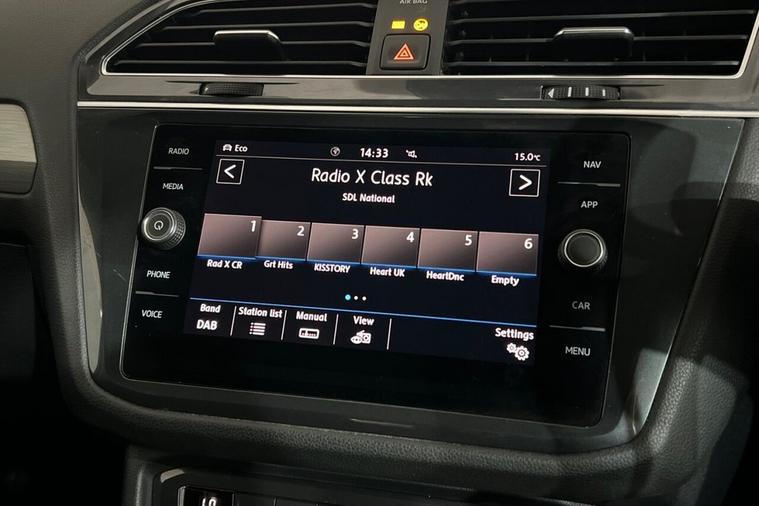 AIR BAG
RADIO
MEDIA
PHONE
VOICE
Eco
14:33
15.0°C
Radio X Class Rk
SDL National
1 2 3 4 5 6
Rad X CR Grt Hits KISSTORY Heart UK HeartDnc Empty
Band Station list Manual View Settings
DAB
NAV
APP
CAR
MENU